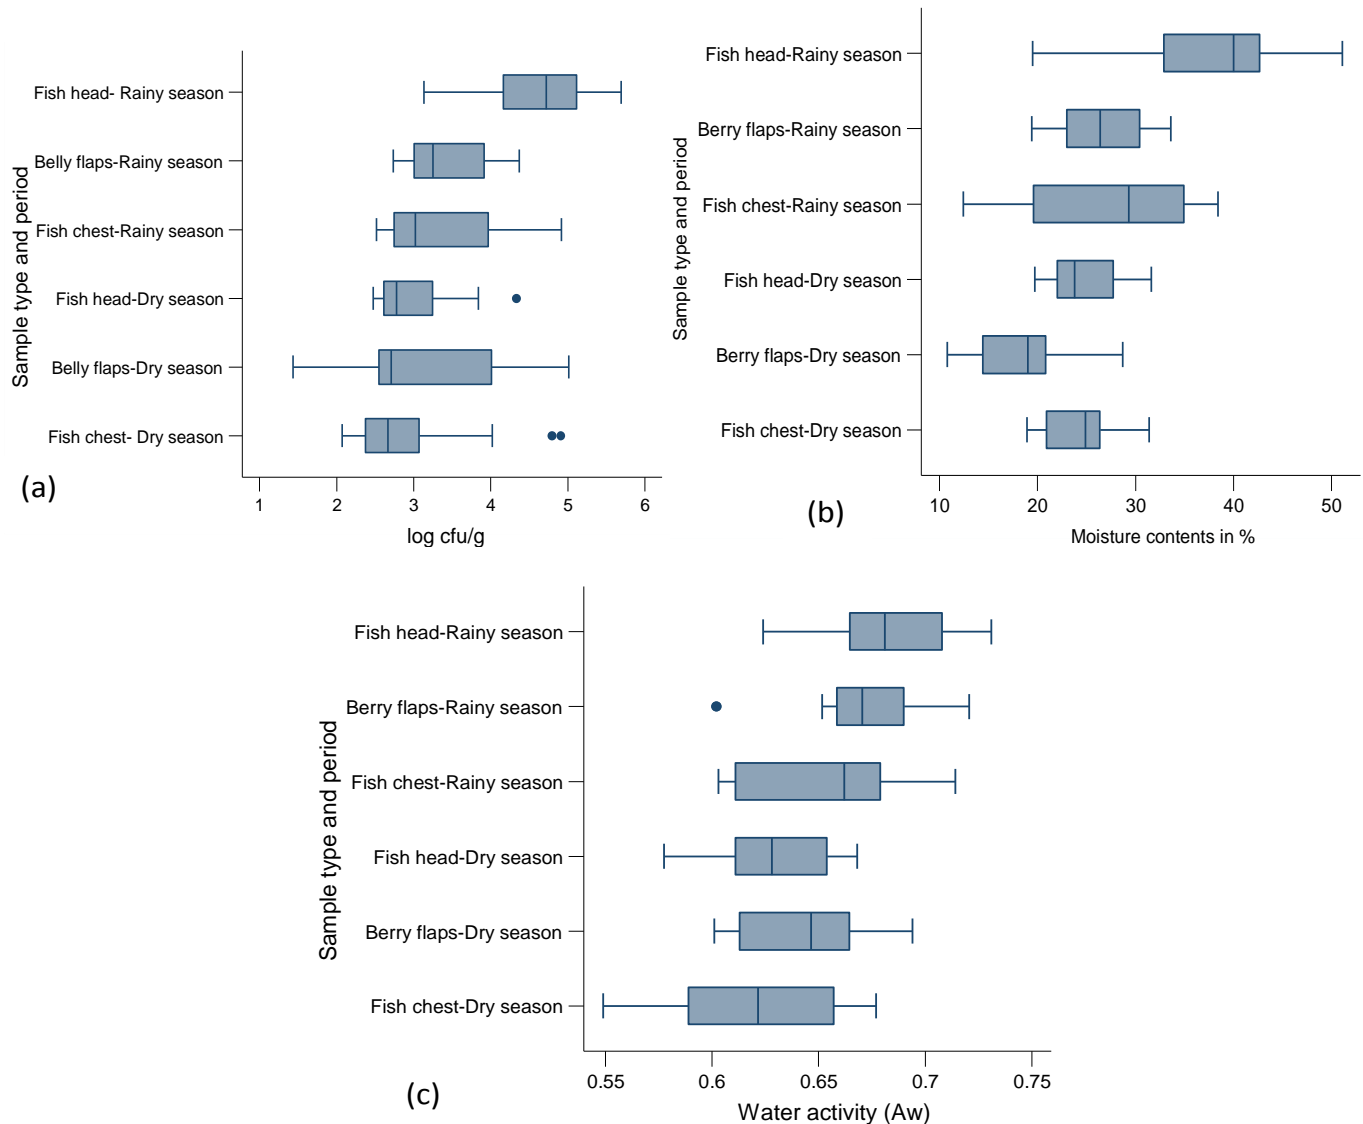 Sample type and period
Fish head- Rainy season
Belly flaps-Rainy season
Fish chest-Rainy season
Fish head-Dry season
Belly flaps-Dry season
Fish chest- Dry season
1 2 3 4 5 6
log cfu/g
(a)
Sample type and period
Fish head-Rainy season
Berry flaps-Rainy season
Fish chest-Rainy season
Fish head-Dry season
Berry flaps-Dry season
Fish chest-Dry season
10 20 30 40 50
Moisture contents in %
(b)
Sample type and period
Fish head-Rainy season
Berry flaps-Rainy season
Fish chest-Rainy season
Fish head-Dry season
Berry flaps-Dry season
Fish chest-Dry season
0.55 0.6 0.65 0.7 0.75
Water activity (Aw)
(c)